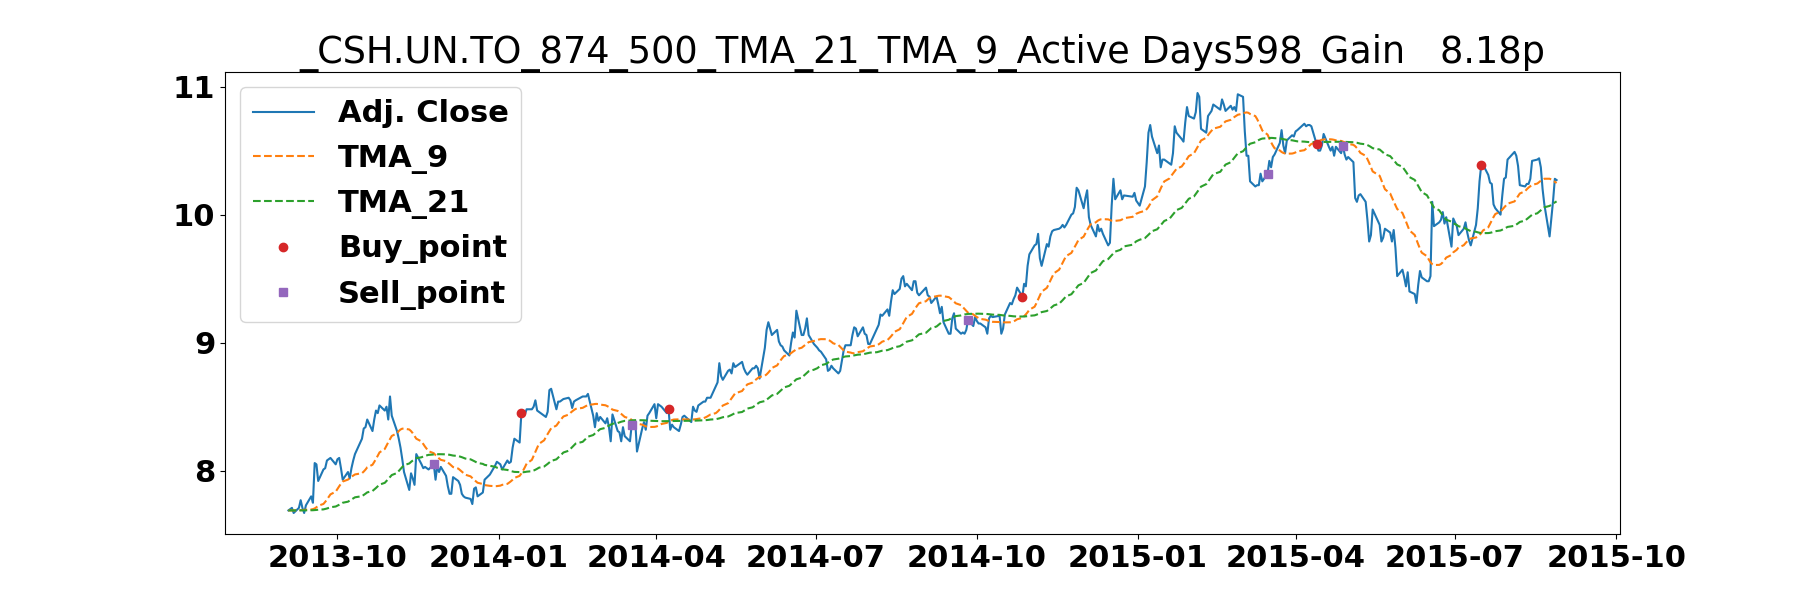 _CSH.UN.TO_874_500_TMA_21_TMA_9_Active Days598_Gain   8.18p
11
10
9
8
Adj. Close
TMA_9
TMA_21
Buy_point
Sell_point
2013-10 2014-01 2014-04 2014-07 2014-10 2015-01 2015-04 2015-07 2015-10